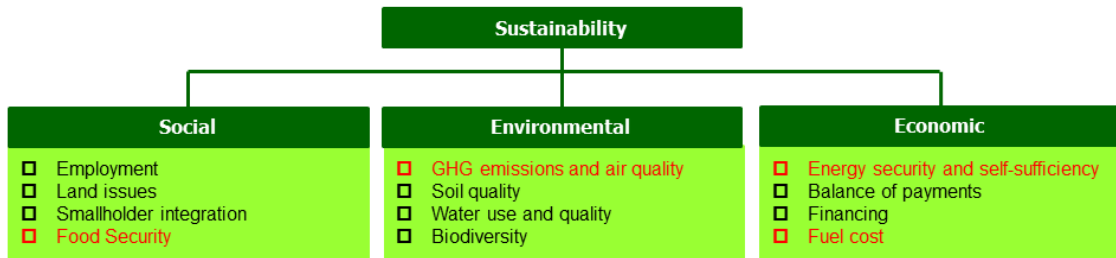 Sustainability
Social
Employment
Land issues
Smallholder integration
Food Security
Environmental
GHG emissions and air quality
Soil quality
Water use and quality
Biodiversity
Economic
Energy security and self-sufficiency
Balance of payments
Financing
Fuel cost